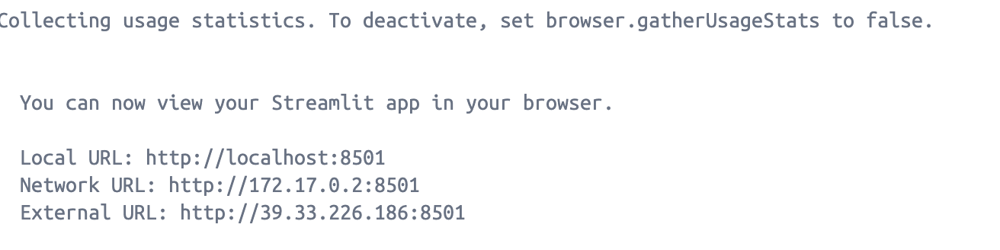 Collecting usage statistics. To deactivate, set browser.gatherUsageStats to false.
You can now view your Streamlit app in your browser.
Local URL: http://localhost:8501
Network URL: http://172.17.0.2:8501
External URL: http://39.33.226.186:8501